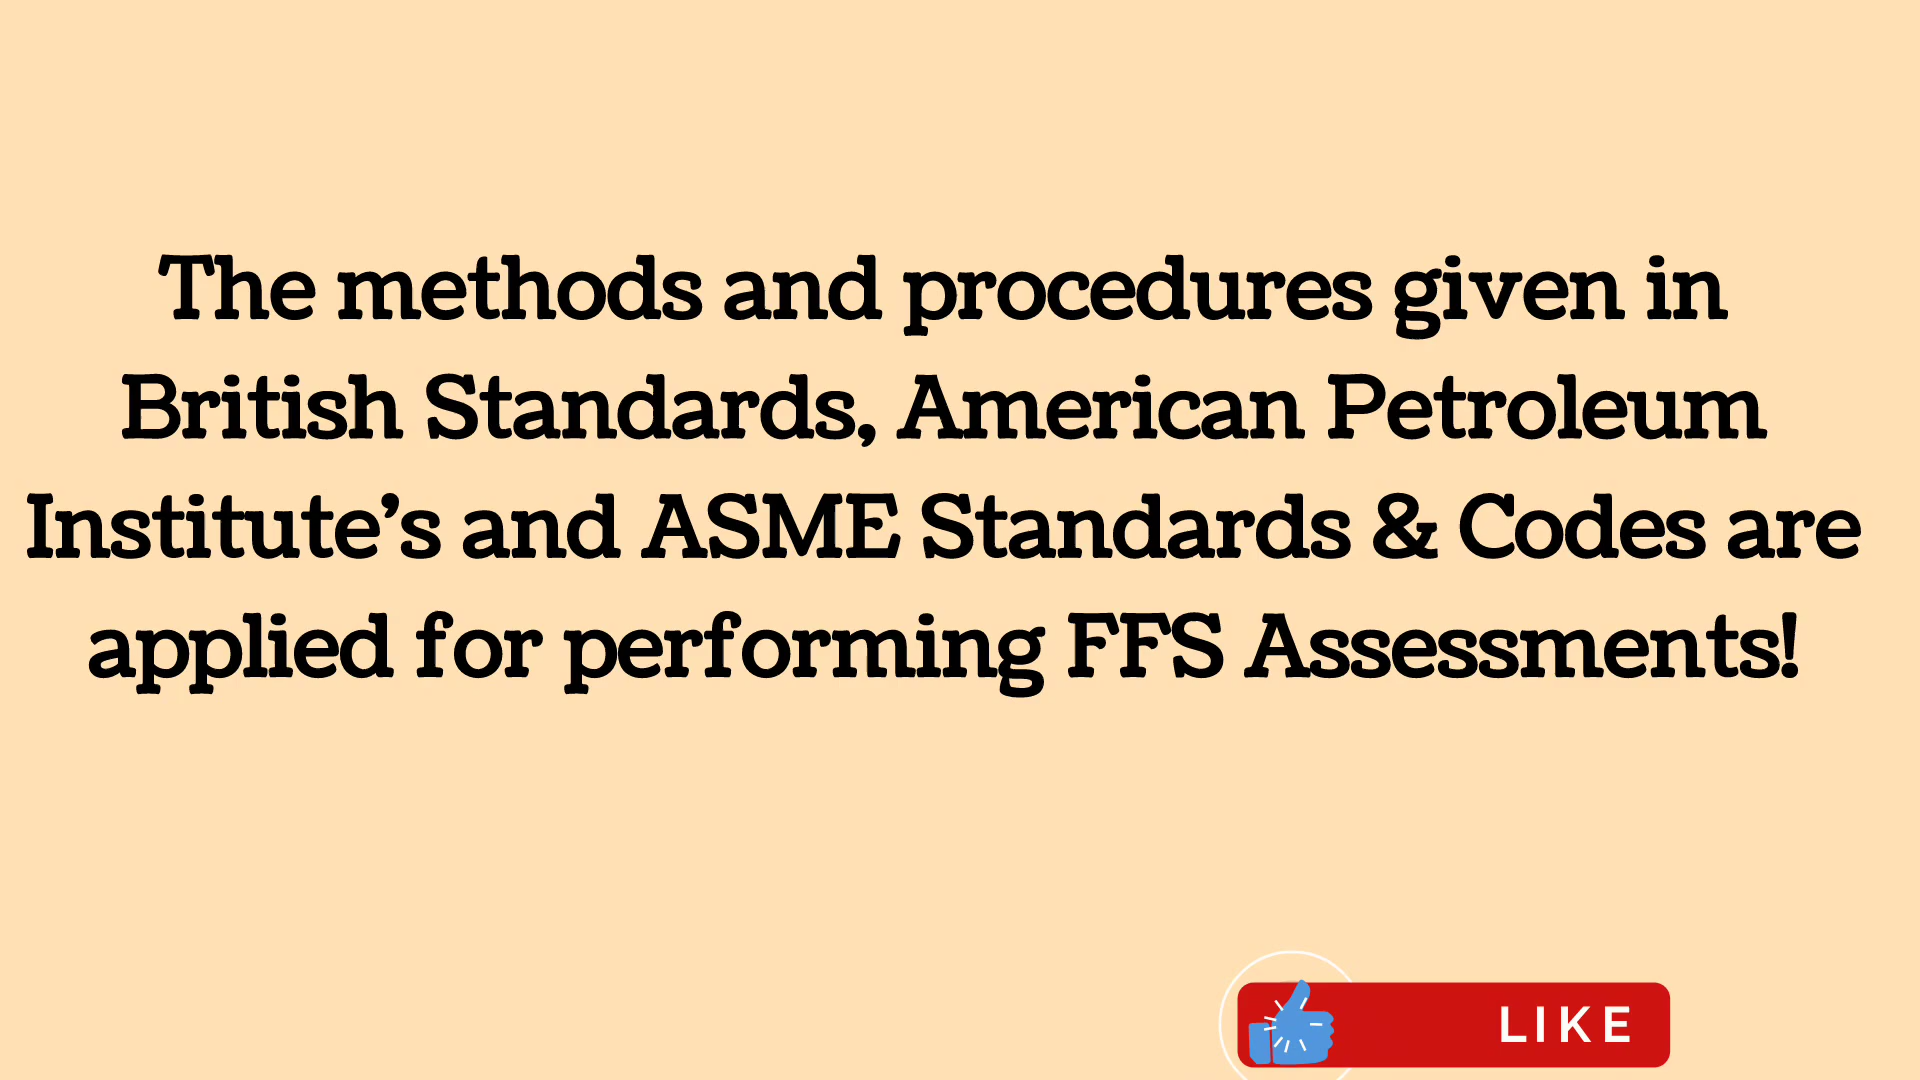 The methods and procedures given in
British Standards, American Petroleum
Institute’s and ASME Standards & Codes are
applied for performing FFS Assessments!
LIKE